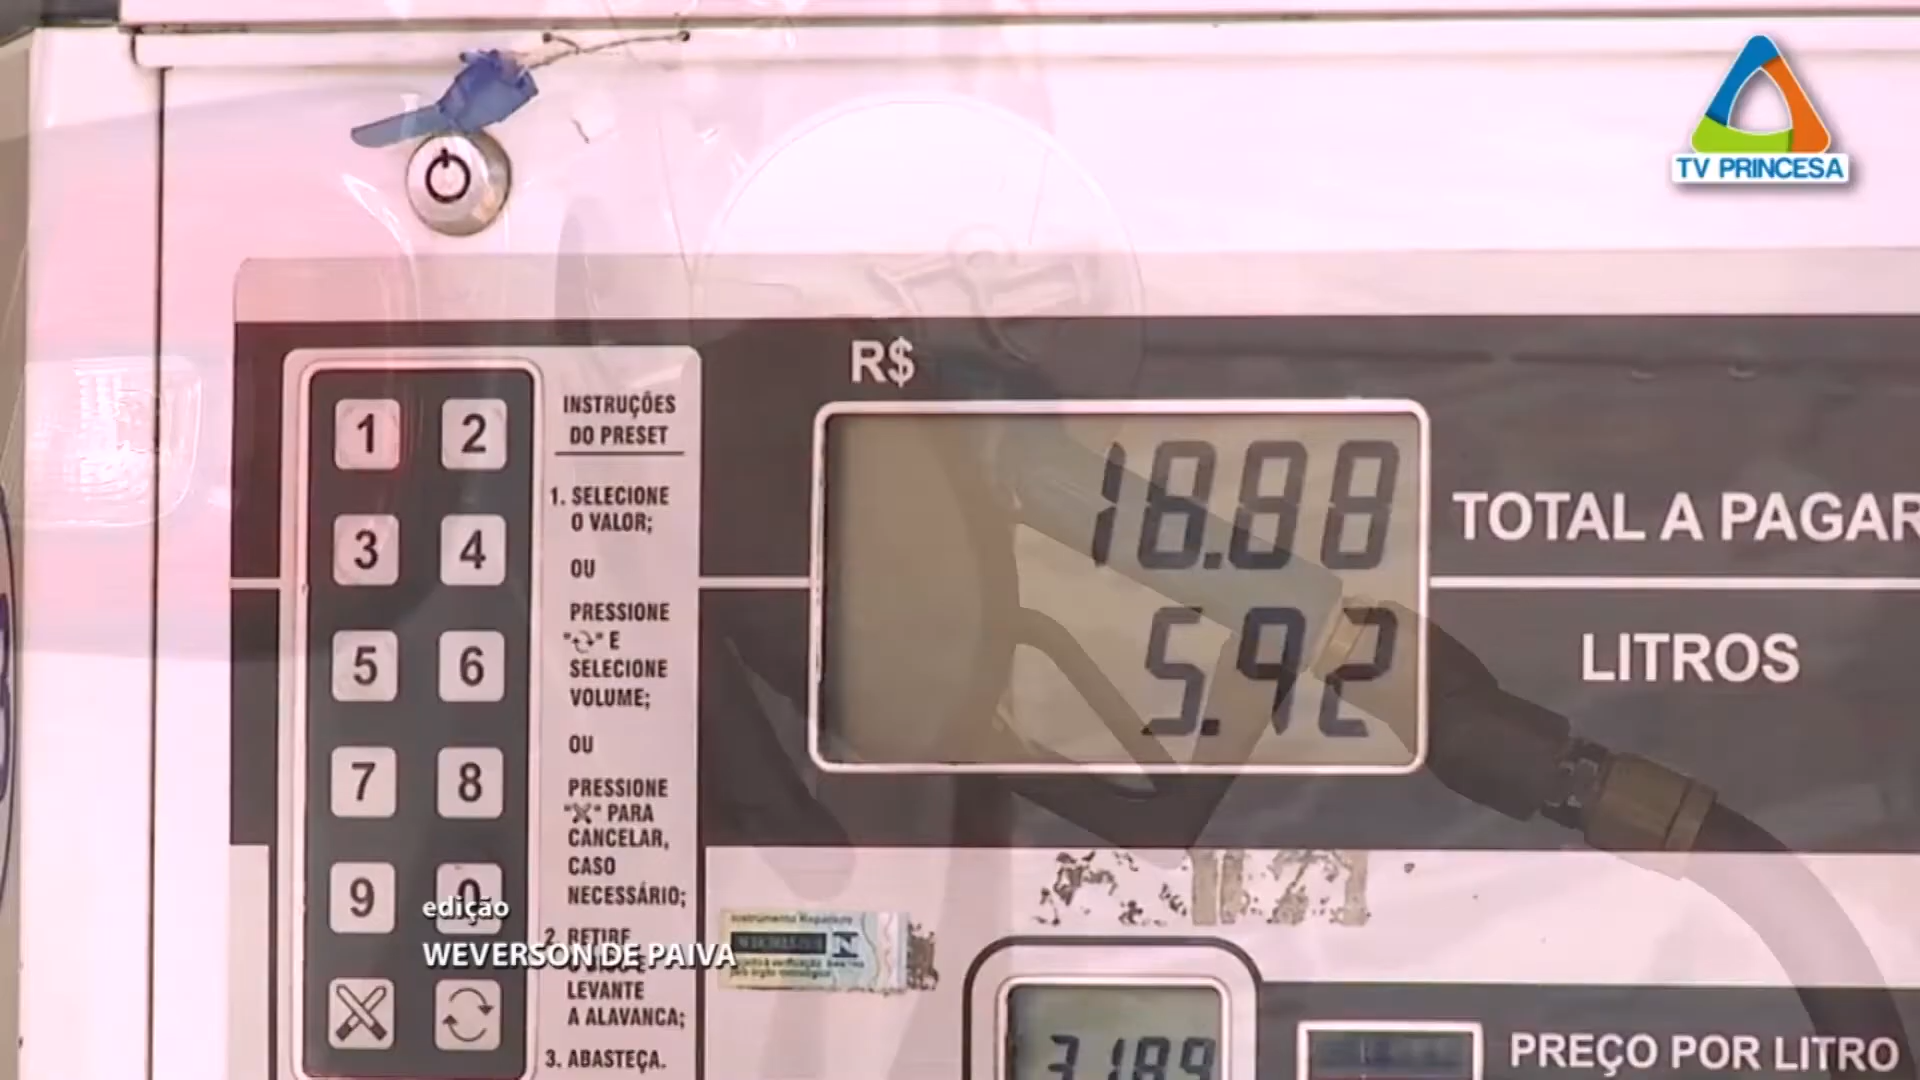 TV PRINCESA
R$
1 2
3 4
5 6
7 8
9 0
INSTRUÇÕES
DO PRESET
1. SELECIONE
O VALOR;
OU
PRESSIONE
" " E
SELECIONE
VOLUME;
OU
PRESSIONE
" " PARA
CANCELAR,
CASO
NECESSÁRIO;
2. RETIRE
LEVANTE
A ALAVANCA;
3. ABASTEÇA.
18.88
TOTAL A PAGAR
5.92
LITROS
edição
WEVERSON DE PAIVA
3.189
PREÇO POR LITRO